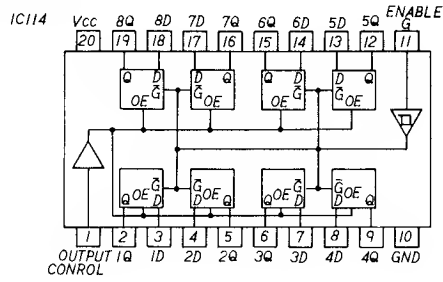 IC114
Vcc 8Q 8D 7D 7Q 6Q 6D 5D 5Q ENABLE G
20 19 18 17 16 15 14 13 12 11
Q D D Q Q D D Q
G̅ G̅ G̅ G̅
OE OE OE OE
OE G̅ G̅ OE OE G̅ G̅ OE
Q D D Q Q D D Q
1 2 3 4 5 6 7 8 9 10
OUTPUT CONROL 1Q 1D 2D 2Q 3Q 3D 4D 4Q GND